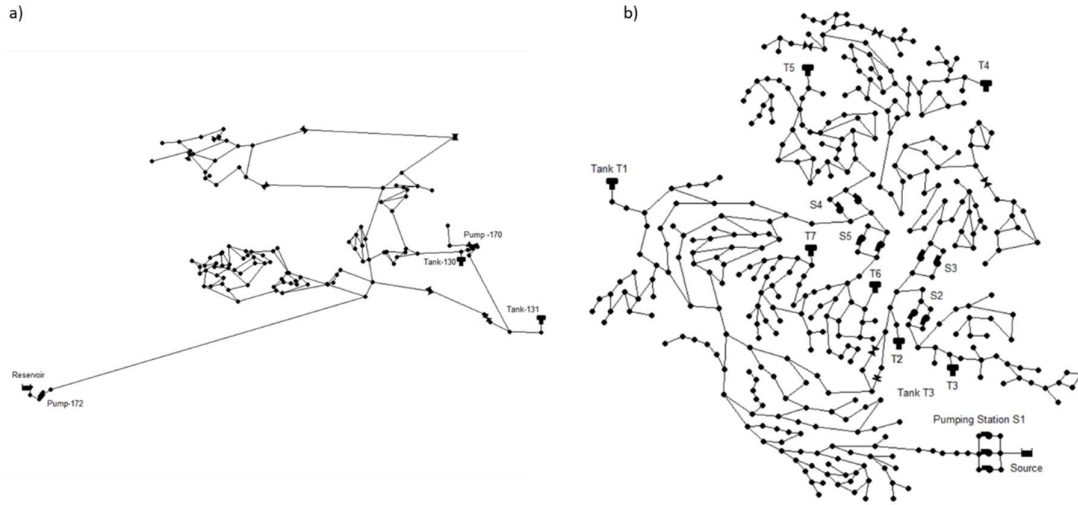 a)
Pump -170
Tank-130
Tank-131
Reservoir
Pump-172
b)
T5
T4
Tank T1
S4
T7
S5
T6
S3
S2
T2
Tank T3
T3
Pumping Station S1
Source